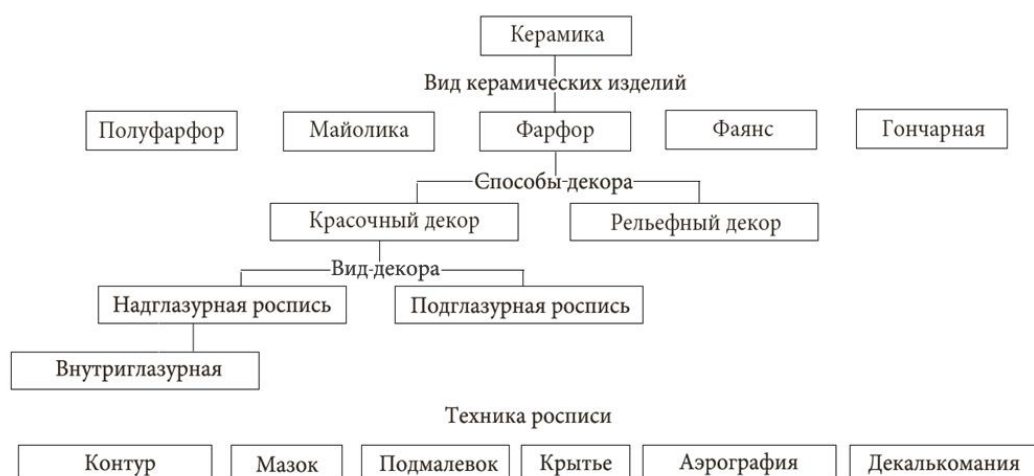 Керамика
Вид керамических изделий
Полуфарфор Майолика Фарфор Фаянс Гончарная
Способы декора
Красочный декор Рельефный декор
Вид декора
Надглазурная роспись Подглазурная роспись
Внутриглазурная
Техника росписи
Контур Мазок Подмалевок Крытье Аэрография Декалькомания